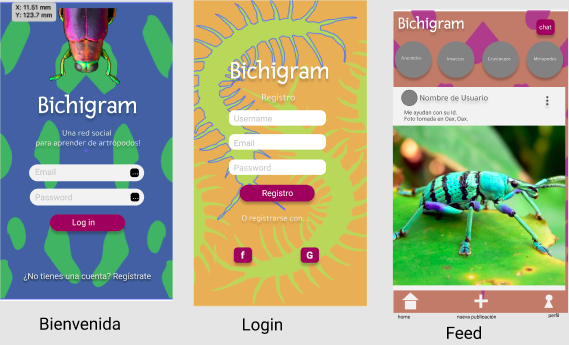 X: 11.51 mm
Y: 123.7 mm
Bichigram
Una red social
para aprender de artrópodos!
Email
Password
Log in
¿No tienes una cuenta? Regístrate
Bienvenida
Bichigram
Registro
Username
Email
Password
Registro
O registrarse con...
f
G
Login
Bichigram
chat
Arácnidos
Insectos
Crustáceos
Miriápodos
Nombre de Usuario
Me ayudan con su Id.
Foto tomada en Oax, Oax.
home
nueva publicación
perfil
Feed